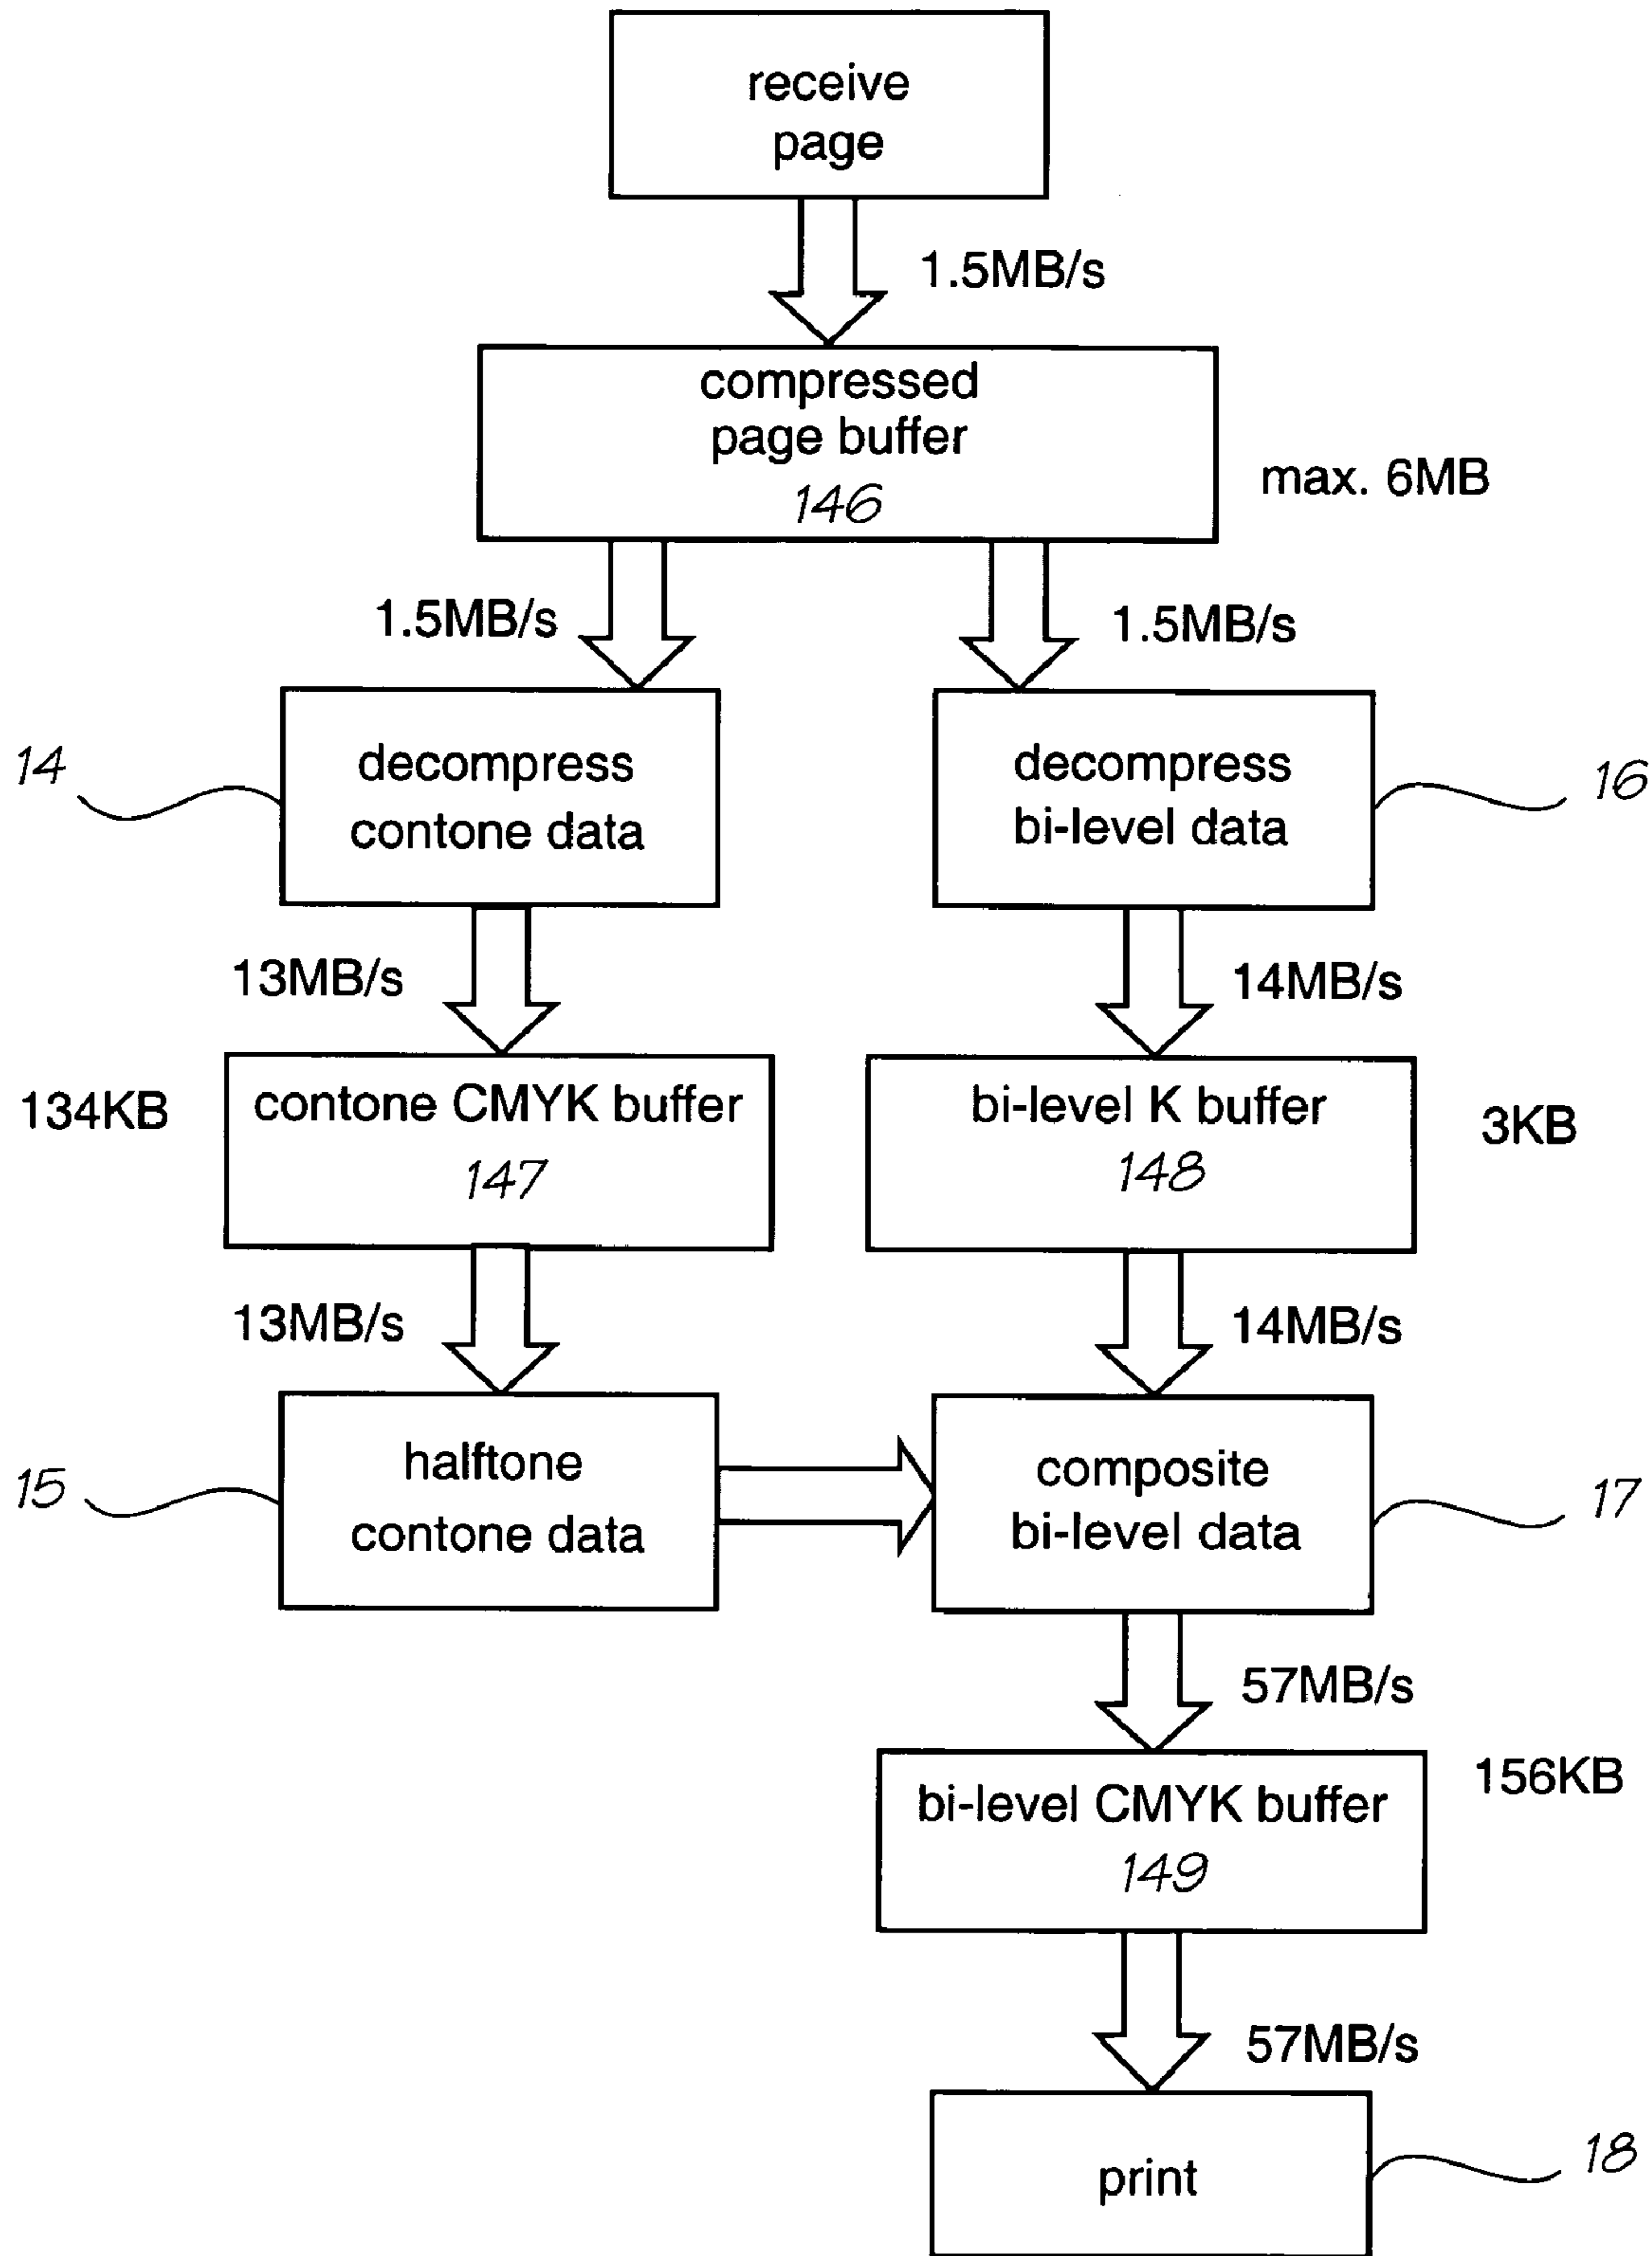 receive
page
1.5MB/s
compressed
page buffer
146
max. 6MB
1.5MB/s
1.5MB/s
14
decompress
contone data
decompress
bi-level data
16
13MB/s
14MB/s
134KB
contone CMYK buffer
147
bi-level K buffer
148
3KB
13MB/s
14MB/s
15
halftone
contone data
composite
bi-level data
17
57MB/s
bi-level CMYK buffer
149
156KB
57MB/s
print
18